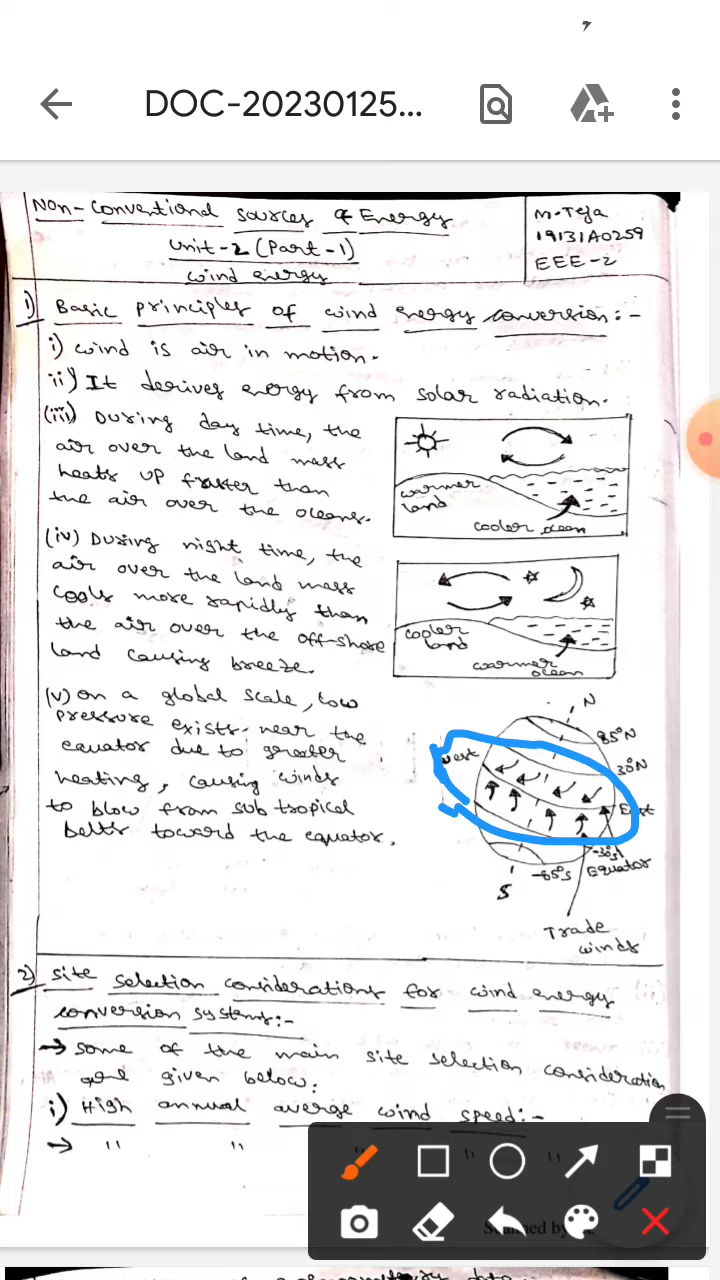 DOC-20230125...
Non-Conventional Sources of Energy
Unit-2 (Part-1)
Wind energy
M.Teja
19131A0259
EEE-2
1) Basic principles of wind energy conversion:-
i) wind is air in motion.
ii) It derives energy from solar radiation.
(iii) During day time, the
air over the land mass
heats up faster than
the air over the oceans.
warmer
land
cooler ocean
(iv) During night time, the
air over the land mass
cools more rapidly than
the air over the off-shore
land causing breeze.
cooler
land
warmer
ocean
(v) on a global scale, low
pressure exists near the
equator due to greater
heating, causing winds
to blow from sub tropical
belts toward the equator.
N
85°N
30°N
West
East
-30°S
Equator
-85°S
S
Trade
winds
2) Site selection considerations for wind energy
conversion systems:-
→ Some of the main site selection consideration
given below:
i) High annual averge wind speed:-
→ " " " "
Scanned by